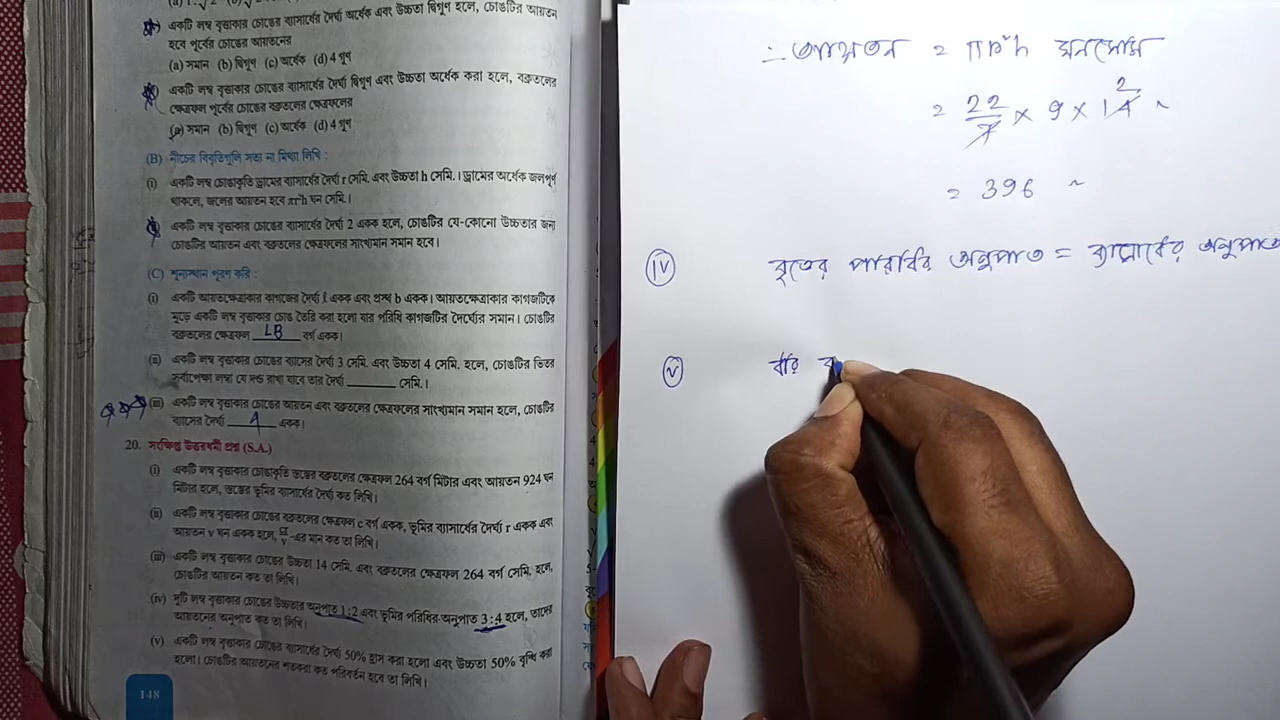 একটি লম্ব বৃত্তাকার চোঙের ব্যাসার্ধের দৈর্ঘ্য অর্ধেক এবং উচ্চতা দ্বিগুণ হলে, চোঙটির আয়তন
হবে পূর্বের চোঙের আয়তনের
(a) সমান (b) দ্বিগুণ (c) অর্ধেক (d) 4 গুণ
একটি লম্ব বৃত্তাকার চোঙের ব্যাসার্ধের দৈর্ঘ্য দ্বিগুণ এবং উচ্চতা অর্ধেক করা হলে, বক্রতলের
ক্ষেত্রফল পূর্বের চোঙের বক্রতলের ক্ষেত্রফলের
(a) সমান (b) দ্বিগুণ (c) অর্ধেক (d) 4 গুণ
(B) নীচের বিবৃতিগুলি সত্য না মিথ্যা লিখি :
(i) একটি লম্ব চোঙাকৃতি ড্রামের ব্যাসার্ধের দৈর্ঘ্য r সেমি. এবং উচ্চতা h সেমি.। ড্রামের অর্ধেক জলপূর্ণ
থাকলে, জলের আয়তন হবে πr²h ঘন সেমি.।
একটি লম্ব বৃত্তাকার চোঙের ব্যাসার্ধের দৈর্ঘ্য 2 একক হলে, চোঙটির যে-কোনো উচ্চতার জন্য
চোঙটির আয়তন এবং বক্রতলের ক্ষেত্রফলের সাংখ্যমান সমান হবে।
(C) শূন্যস্থান পূরণ করি :
(i) একটি আয়তক্ষেত্রাকার কাগজের দৈর্ঘ্য l একক এবং প্রস্থ b একক। আয়তক্ষেত্রাকার কাগজটিকে
মুড়ে একটি লম্ব বৃত্তাকার চোঙ তৈরি করা হলো যার পরিধি কাগজটির দৈর্ঘ্যের সমান। চোঙটির
বক্রতলের ক্ষেত্রফল LB বর্গ একক।
(ii) একটি লম্ব বৃত্তাকার চোঙের ব্যাসের দৈর্ঘ্য 3 সেমি. এবং উচ্চতা 4 সেমি. হলে, চোঙটির ভিতর
সর্বাপেক্ষা লম্বা যে দন্ড রাখা যাবে তার দৈর্ঘ্য ______ সেমি.।
(iii) একটি লম্ব বৃত্তাকার চোঙের আয়তন এবং বক্রতলের ক্ষেত্রফলের সাংখ্যমান সমান হলে, চোঙটির
ব্যাসের দৈর্ঘ্য 4 একক।
20. সংক্ষিপ্ত উত্তরধর্মী প্রশ্ন (S.A.)
(i) একটি লম্ব বৃত্তাকার চোঙাকৃতি স্তম্ভের বক্রতলের ক্ষেত্রফল 264 বর্গ মিটার এবং আয়তন 924 ঘন
মিটার হলে, স্তম্ভের ভূমির ব্যাসার্ধের দৈর্ঘ্য কত লিখি।
(ii) একটি লম্ব বৃত্তাকার চোঙের বক্রতলের ক্ষেত্রফল c বর্গ একক, ভূমির ব্যাসার্ধের দৈর্ঘ্য r একক এবং
আয়তন v ঘন একক হলে, cr/v -এর মান কত তা লিখি।
(iii) একটি লম্ব বৃত্তাকার চোঙের উচ্চতা 14 সেমি. এবং বক্রতলের ক্ষেত্রফল 264 বর্গ সেমি. হলে,
চোঙটির আয়তন কত তা লিখি।
(iv) দুটি লম্ব বৃত্তাকার চোঙের উচ্চতার অনুপাত 1:2 এবং ভূমির পরিধির অনুপাত 3:4 হলে, তাদের
আয়তনের অনুপাত কত তা লিখি।
(v) একটি লম্ব বৃত্তাকার চোঙের ব্যাসার্ধের দৈর্ঘ্য 50% হ্রাস করা হলো এবং উচ্চতা 50% বৃদ্ধি করা
হলো। চোঙটির আয়তনের শতকরা কত পরিবর্তন হবে তা লিখি।
148
∴ আয়তন = πr²h ঘনসেমি
= 22/7 × 9 × 14 2 ~
= 396 ~
(iv) বৃত্তের পরিধির অনুপাত = ব্যাসার্ধের অনুপাত
(v) ধরি